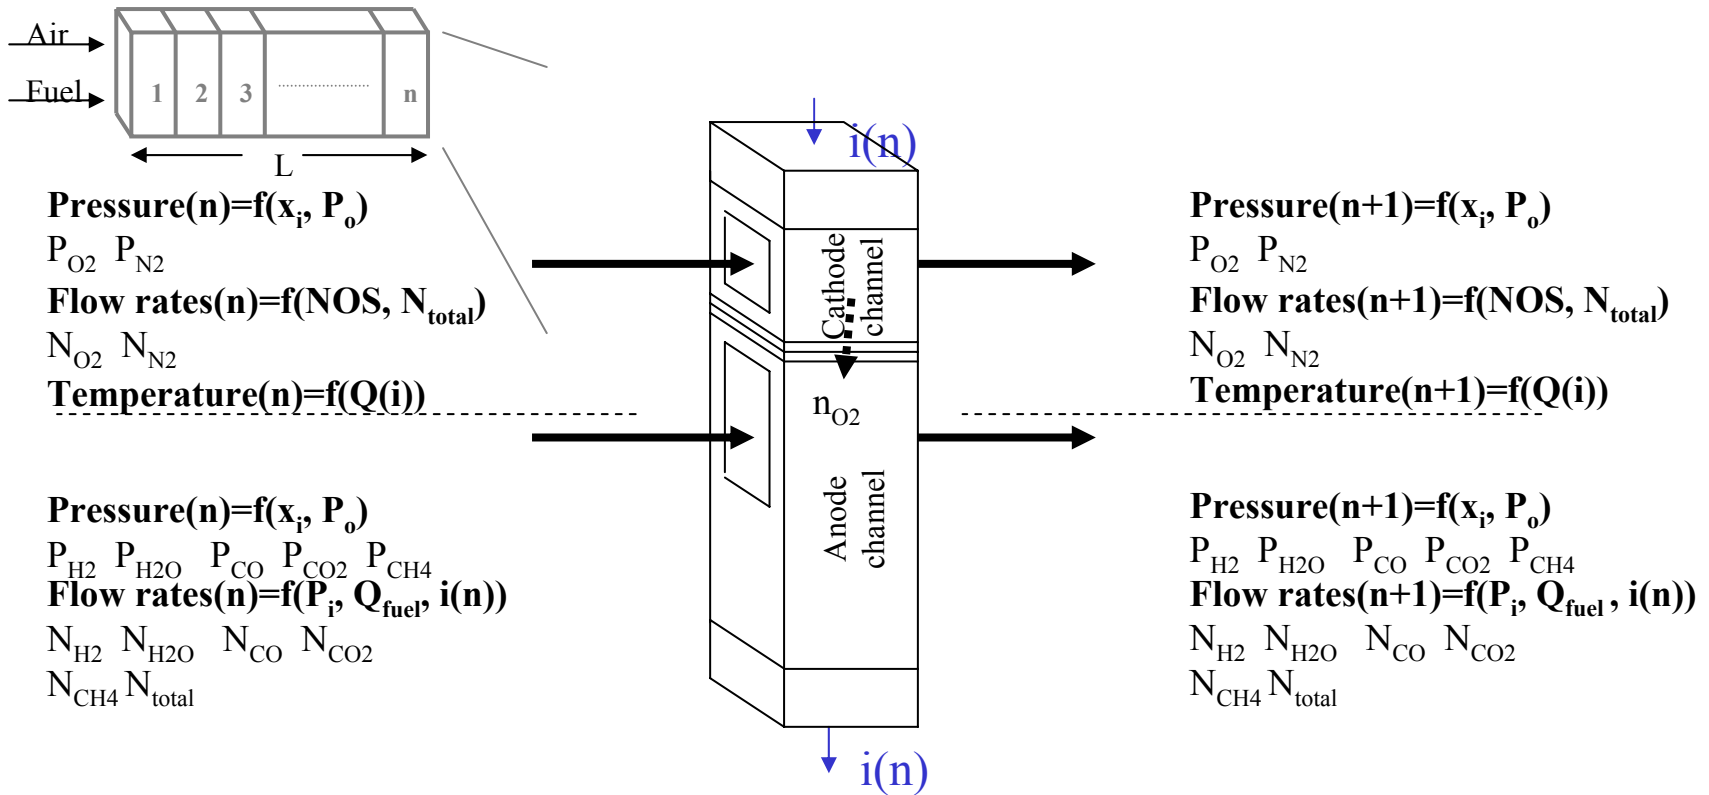 Air
Fuel
1 2 3 ........................ n
L
i(n)
Pressure(n)=f(xi, Po)
PO2 PN2
Flow rates(n)=f(NOS, Ntotal)
NO2 NN2
Temperature(n)=f(Q(i))
Pressure(n)=f(xi, Po)
PH2 PH2O PCO PCO2 PCH4
Flow rates(n)=f(Pi, Qfuel, i(n))
NH2 NH2O NCO NCO2
NCH4 Ntotal
Cathode
channel
nO2
Anode
channel
i(n)
Pressure(n+1)=f(xi, Po)
PO2 PN2
Flow rates(n+1)=f(NOS, Ntotal)
NO2 NN2
Temperature(n+1)=f(Q(i))
Pressure(n+1)=f(xi, Po)
PH2 PH2O PCO PCO2 PCH4
Flow rates(n+1)=f(Pi, Qfuel , i(n))
NH2 NH2O NCO NCO2
NCH4 Ntotal